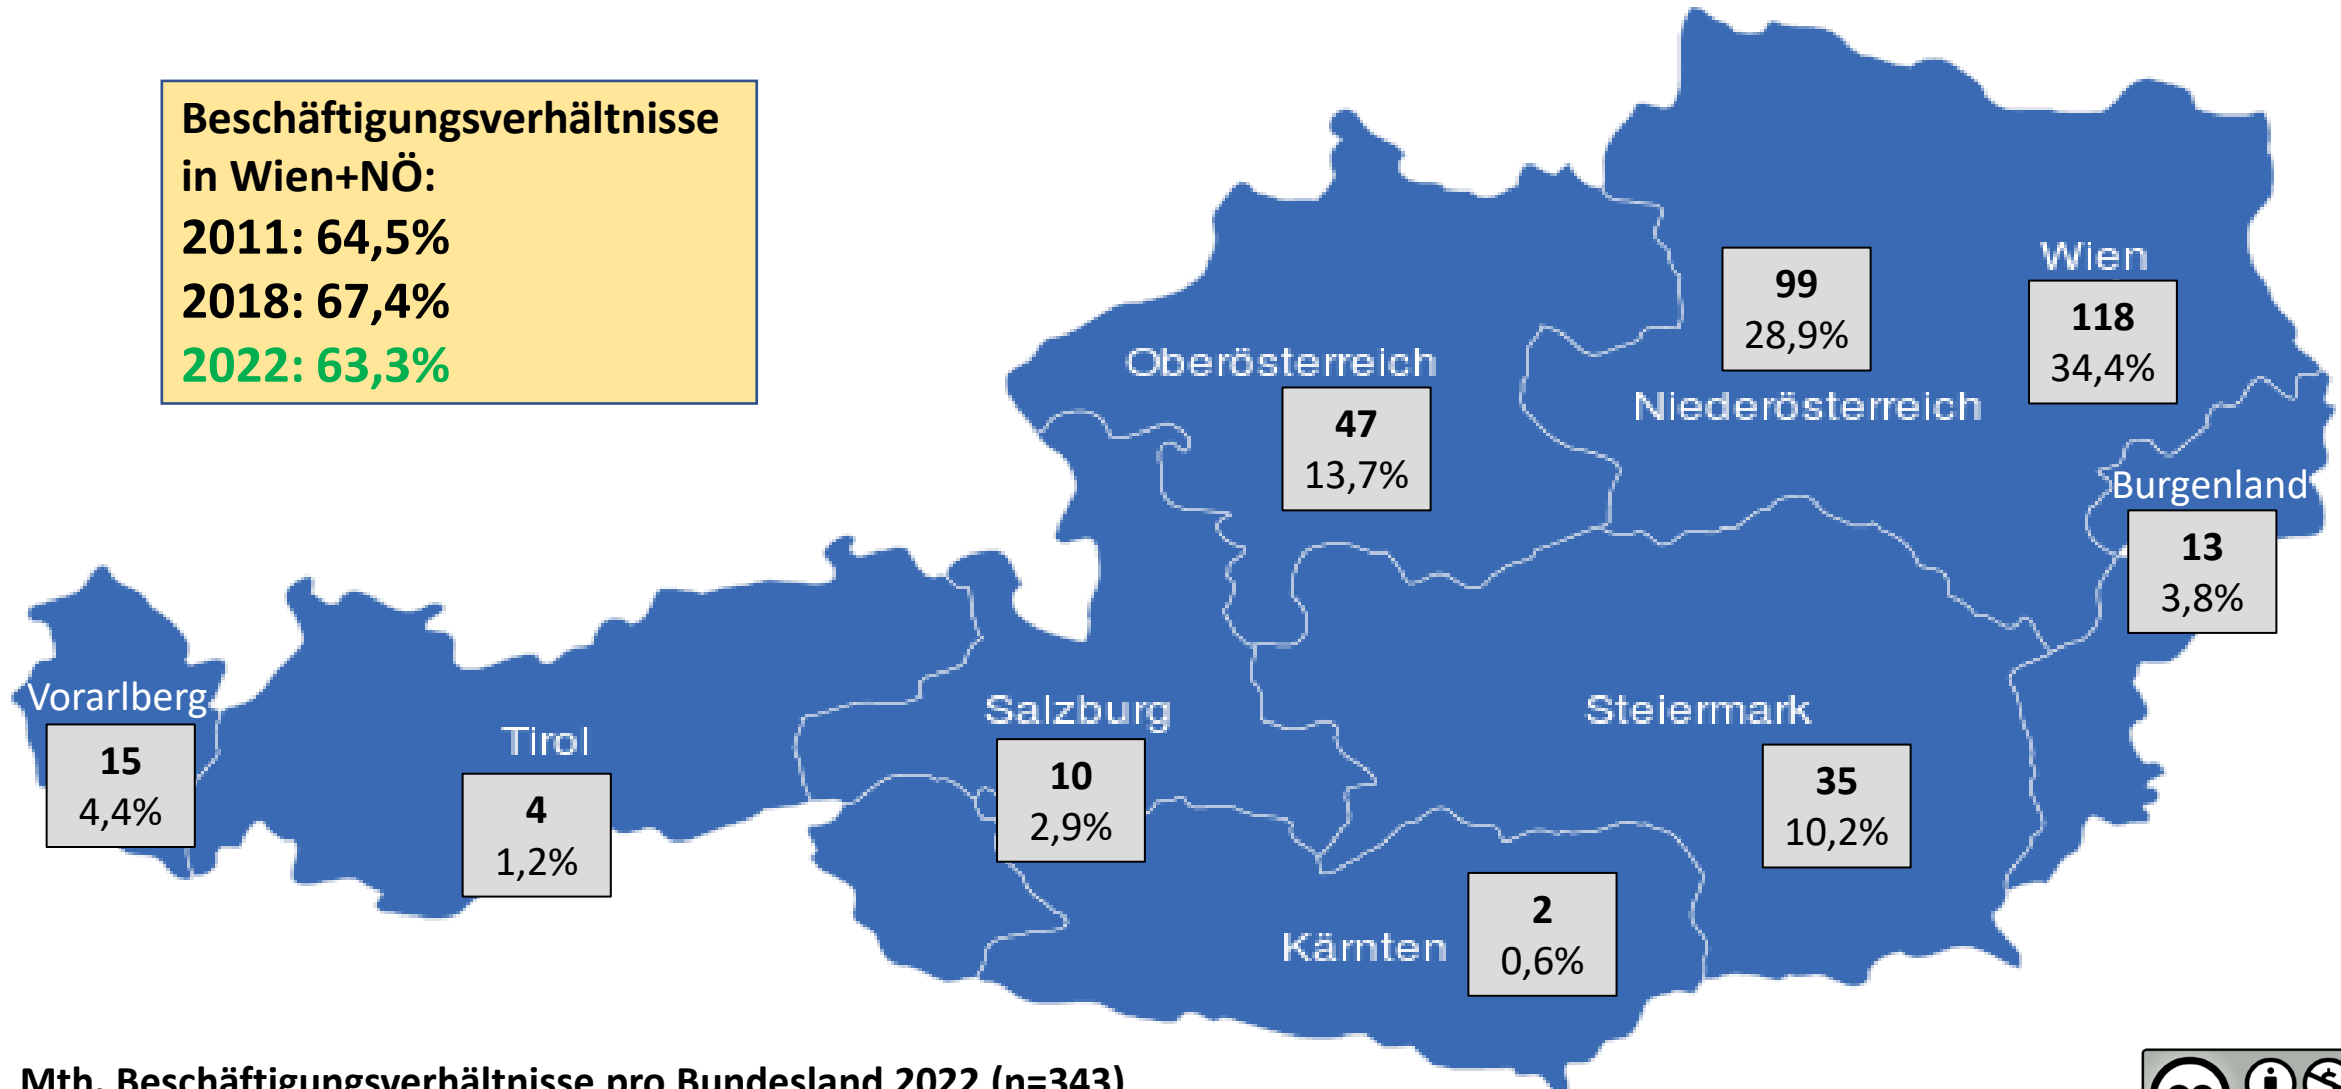 Beschäftigungsverhältnisse
in Wien+NÖ:
2011: 64,5%
2018: 67,4%
2022: 63,3%
Wien
118
34,4%
99
28,9%
Niederösterreich
Oberösterreich
47
13,7%
Burgenland
13
3,8%
Vorarlberg
15
4,4%
Tirol
4
1,2%
Salzburg
10
2,9%
Steiermark
35
10,2%
Kärnten
2
0,6%
Mth. Beschäftigungsverhältnisse pro Bundesland 2022 (n=343)